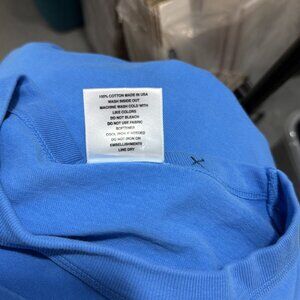 100% COTTON MADE IN USA
WASH INSIDE OUT
MACHINE WASH COLD WITH
LIKE COLORS
DO NOT BLEACH
DO NOT USE FABRIC
SOFTENER
COOL IRON IF NEEDED
DO NOT IRON ON
EMBELLISHMENTS
LINE DRY